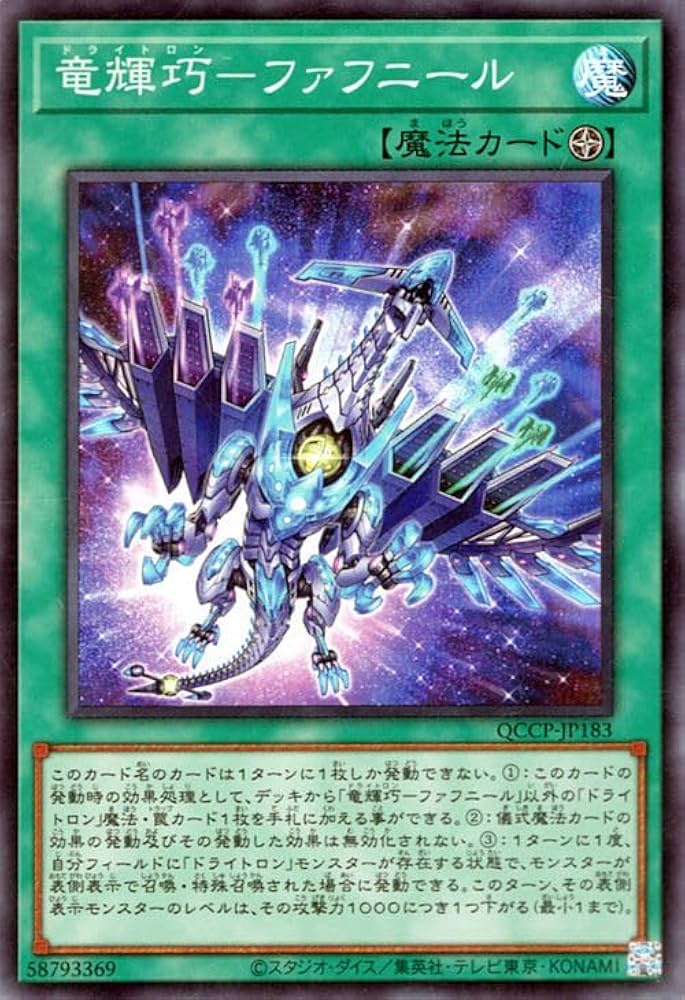 ドライトロン
竜輝巧－ファフニール
魔
まほう
【魔法カード】
QCCP-JP183
このカード名のカードは1ターンに1枚しか発動できない。①：このカードの
発動時の効果処理として、デッキから「竜輝巧－ファフニール」以外の「ドライ
トロン」魔法・罠カード1枚を手札に加える事ができる。②：儀式魔法カードの
効果の発動及びその発動した効果は無効化されない。③：1ターンに1度、
自分フィールドに「ドライトロン」モンスターが存在する状態で、モンスターが
表側表示で召喚・特殊召喚された場合に発動できる。このターン、その表側
表示モンスターのレベルは、その攻撃力1000につき1つ下がる（最小1まで）。
58793369
©スタジオ・ダイス／集英社・テレビ東京・KONAMI